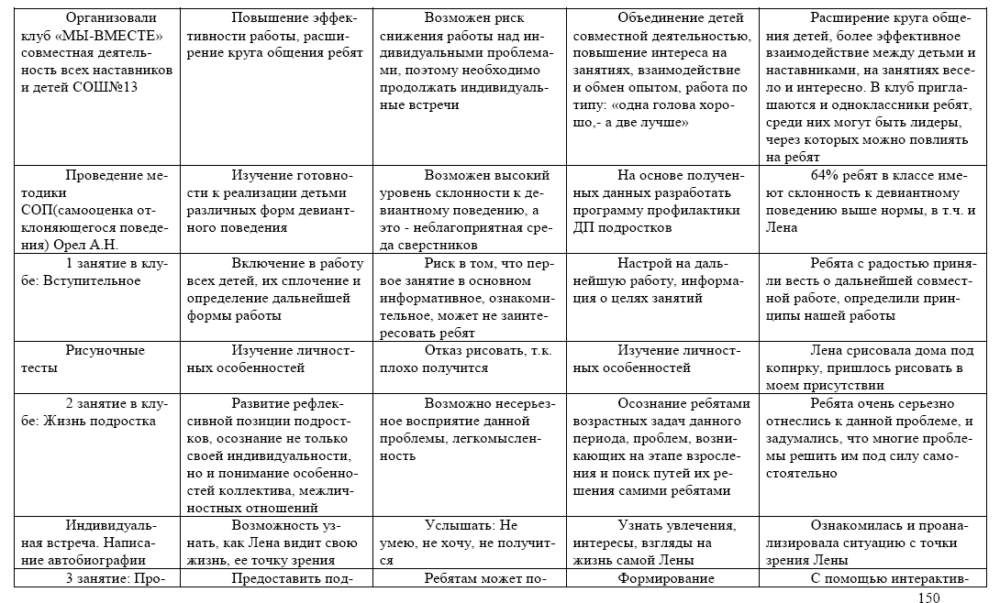 Организовали
клуб «МЫ-ВМЕСТЕ»
совместная деятель-
ность всех наставников
и детей СОШ№13
Повышение эффек-
тивности работы, расши-
рение круга общения ребят
Возможен риск
снижения работы над ин-
дивидуальными проблема-
ми, поэтому необходимо
продолжать индивидуаль-
ные встречи
Объединение детей
совместной деятельностью,
повышение интереса на
занятиях, взаимодействие
и обмен опытом, работа по
типу: «одна голова хоро-
шо,- а две лучше»
Расширение круга обще-
ния детей, более эффективное
взаимодействие между детьми и
наставниками, на занятиях весе-
ло и интересно. В клуб пригла-
шаются и одноклассники ребят,
среди них могут быть лидеры,
через которых можно повлиять
на ребят
Проведение ме-
тодики
СОП(самооценка от-
клоняющегося поведе-
ния) Орел А.Н.
Изучение готовно-
сти к реализации детьми
различных форм девиант-
ного поведения
Возможен высокий
уровень склонности к де-
виантному поведению, а
это - неблагоприятная сре-
да сверстников
На основе получен-
ных данных разработать
программу профилактики
ДП подростков
64% ребят в классе име-
ют склонность к девиантному
поведению выше нормы, в т.ч. и
Лена
1 занятие в клу-
бе: Вступительное
Включение в работу
всех детей, их сплочение и
определение дальнейшей
формы работы
Риск в том, что пер-
вое занятие в основном
информативное, ознакоми-
тельное, может не заинте-
ресовать ребят
Настрой на даль-
нейшую работу, информа-
ция о целях занятий
Ребята с радостью приня-
ли весть о дальнейшей совмест-
ной работе, определили прин-
ципы нашей работы
Рисуночные
тесты
Изучение личност-
ных особенностей
Отказ рисовать, т.к.
плохо получится
Изучение личност-
ных особенностей
Лена срисовала дома под
копирку, пришлось рисовать в
моем присутствии
2 занятие в клу-
бе: Жизнь подростка
Развитие рефлек-
сивной позиции подрост-
ков, осознание не только
своей индивидуальности,
но и понимание особенно-
стей коллектива, межлич-
ностных отношений
Возможно несерьез-
ное восприятие данной
проблемы, легкомыслен-
ность
Осознание ребятами
возрастных задач данного
периода, проблем, возни-
кающих на этапе взросле-
ния и поиск путей их ре-
шения самими ребятами
Ребята очень серьезно
отнеслись к данной проблеме, и
задумались, что многие пробле-
мы решить им под силу само-
стоятельно
Индивидуаль-
ная встреча. Написа-
ние автобиографии
Возможность уз-
нать, как Лена видит свою
жизнь, ее точку зрения
Услышать: Не
умею, не хочу, не получит-
ся
Узнать увлечения,
интересы, взгляды на
жизнь самой Лены
Ознакомилась и проана-
лизировала ситуацию с точки
зрения Лены
3 занятие: Про-
Предоставить под-
Ребятам может по-
Формирование
С помощью интерактив-
150